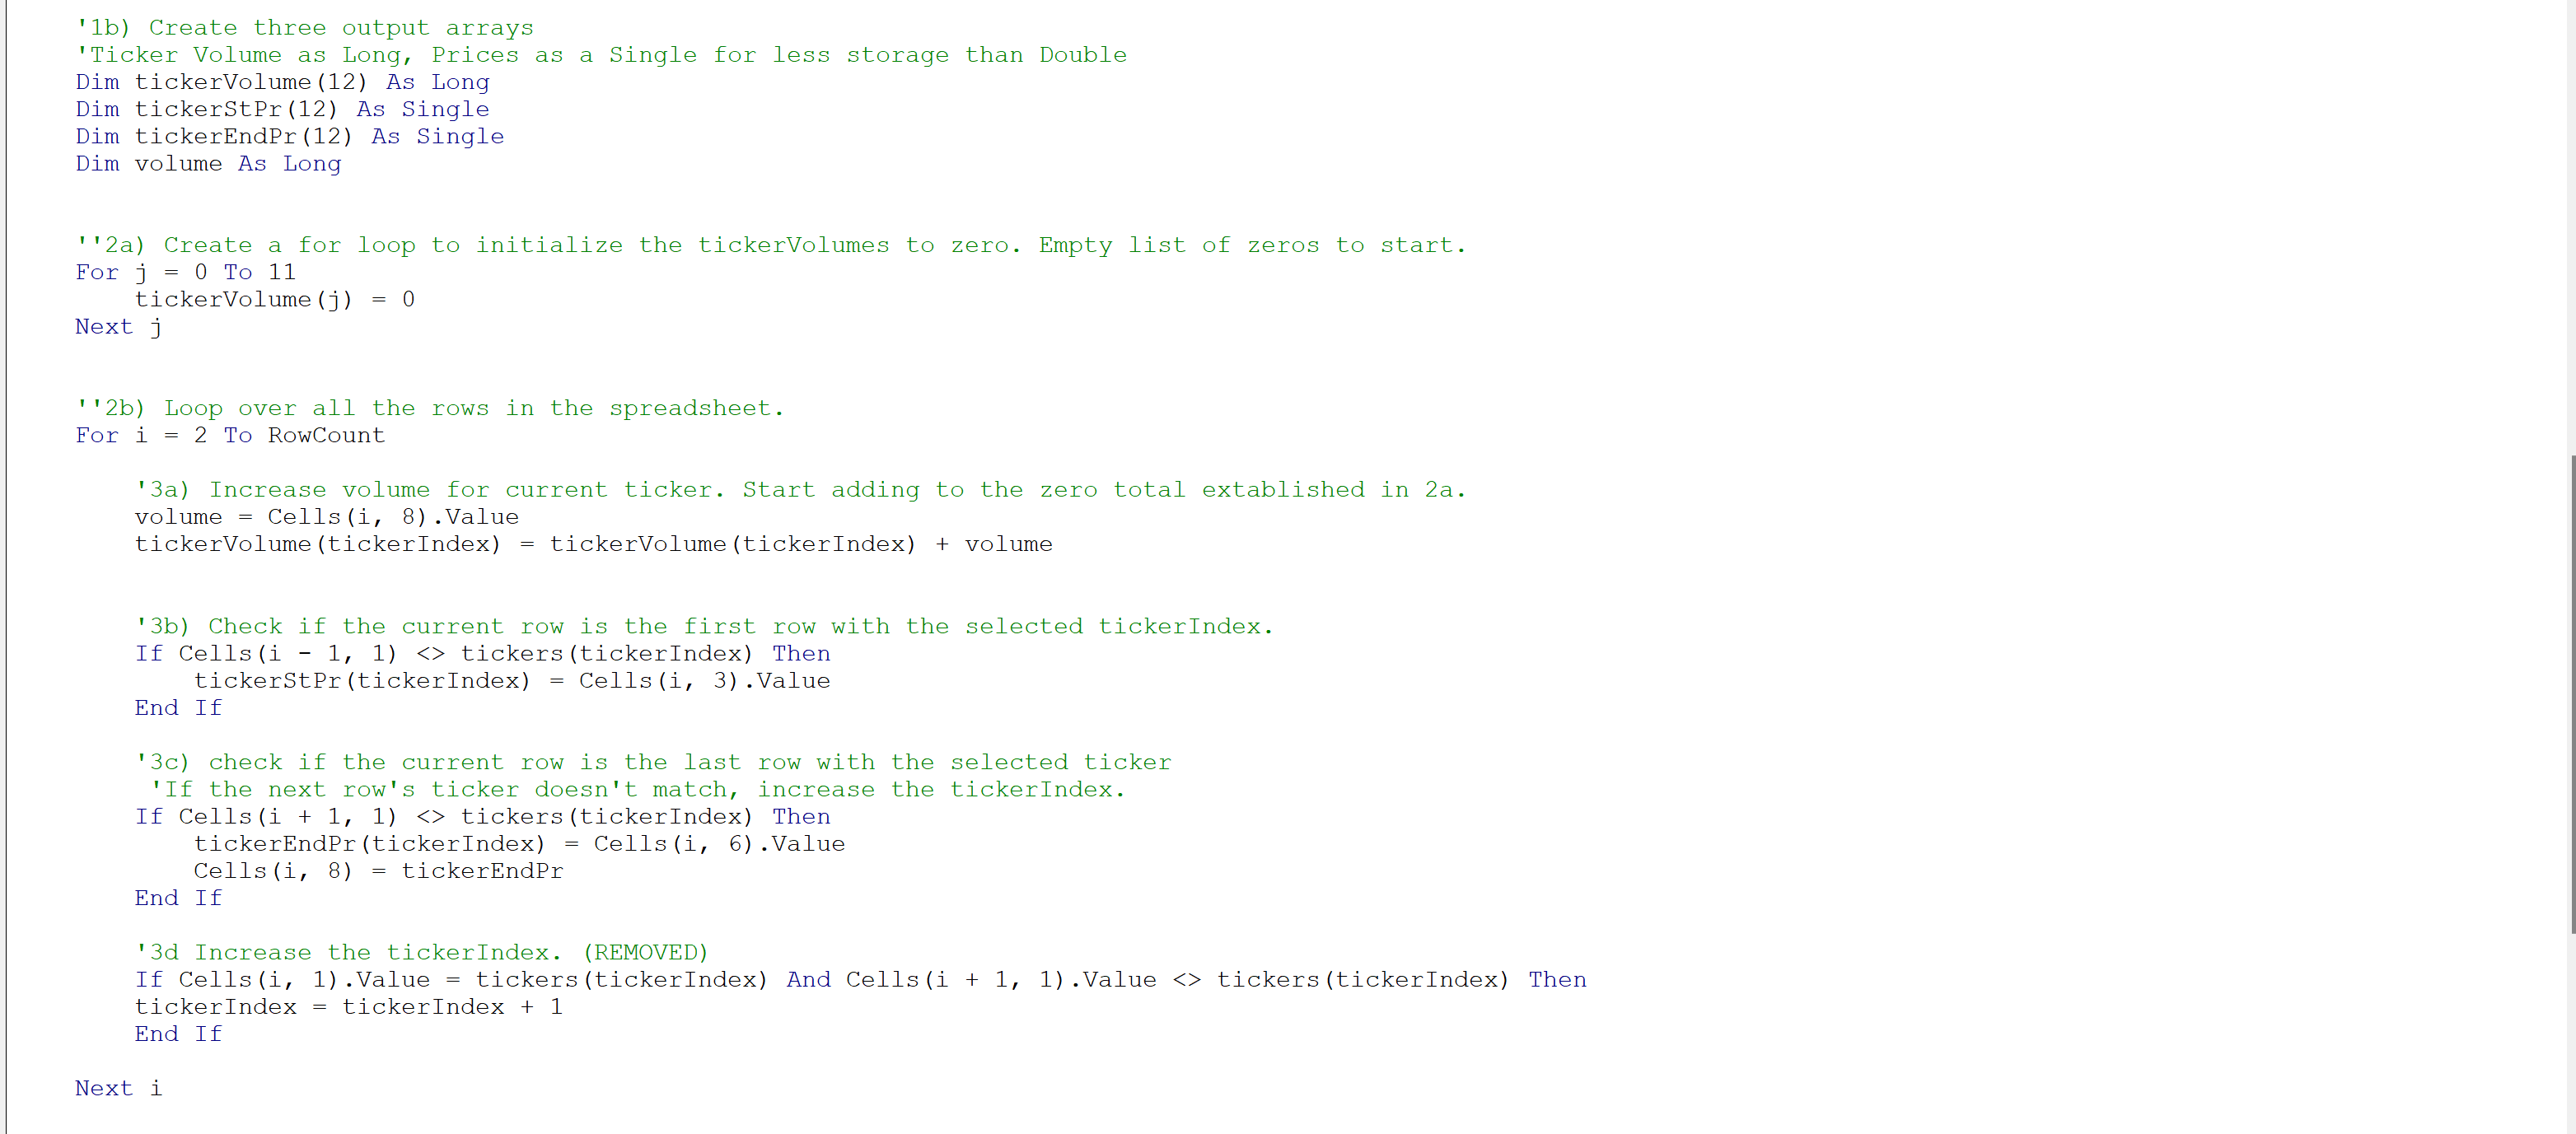 '1b) Create three output arrays
'Ticker Volume as Long, Prices as a Single for less storage than Double
Dim tickerVolume(12) As Long
Dim tickerStPr(12) As Single
Dim tickerEndPr(12) As Single
Dim volume As Long
''2a) Create a for loop to initialize the tickerVolumes to zero. Empty list of zeros to start.
For j = 0 To 11
tickerVolume(j) = 0
Next j
''2b) Loop over all the rows in the spreadsheet.
For i = 2 To RowCount
'3a) Increase volume for current ticker. Start adding to the zero total extablished in 2a.
volume = Cells(i, 8).Value
tickerVolume(tickerIndex) = tickerVolume(tickerIndex) + volume
'3b) Check if the current row is the first row with the selected tickerIndex.
If Cells(i - 1, 1) <> tickers(tickerIndex) Then
tickerStPr(tickerIndex) = Cells(i, 3).Value
End If
'3c) check if the current row is the last row with the selected ticker
'If the next row's ticker doesn't match, increase the tickerIndex.
If Cells(i + 1, 1) <> tickers(tickerIndex) Then
tickerEndPr(tickerIndex) = Cells(i, 6).Value
Cells(i, 8) = tickerEndPr
End If
'3d Increase the tickerIndex. (REMOVED)
If Cells(i, 1).Value = tickers(tickerIndex) And Cells(i + 1, 1).Value <> tickers(tickerIndex) Then
tickerIndex = tickerIndex + 1
End If
Next i